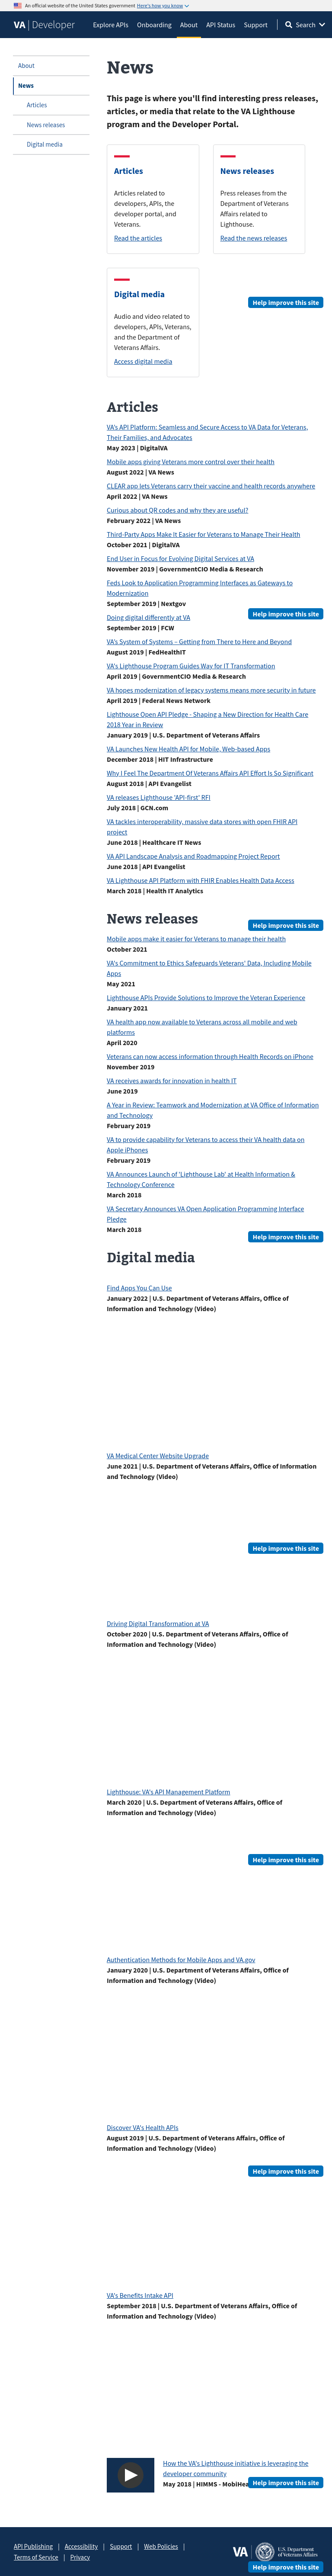 An official website of the United States government Here's how you know
VA | Developer
Explore APIs
Onboarding
About
API Status
Support
Search
About
News
Articles
News releases
Digital media
News
This page is where you'll find interesting press releases,
articles, or media that relate to our VA Lighthouse
program and the Developer Portal.
Articles
Articles related to
developers, APIs, the
developer portal, and
Veterans.
Read the articles
News releases
Press releases from the
Department of Veterans
Affairs related to
Lighthouse.
Read the news releases
Digital media
Audio and video related to
developers, APIs, Veterans,
and the Department of
Veterans Affairs.
Access digital media
Help improve this site
Articles
VA's API Platform: Seamless and Secure Access to VA Data for Veterans,
Their Families, and Advocates
May 2023 | DigitalVA
Mobile apps giving Veterans more control over their health
August 2022 | VA News
CLEAR app lets Veterans carry their vaccine and health records anywhere
April 2022 | VA News
Curious about QR codes and why they are useful?
February 2022 | VA News
Third-Party Apps Make It Easier for Veterans to Manage Their Health
October 2021 | DigitalVA
End User in Focus for Evolving Digital Services at VA
November 2019 | GovernmentCIO Media & Research
Feds Look to Application Programming Interfaces as Gateways to
Modernization
September 2019 | Nextgov
Help improve this site
Doing digital differently at VA
September 2019 | FCW
VA's System of Systems – Getting from There to Here and Beyond
August 2019 | FedHealthIT
VA's Lighthouse Program Guides Way for IT Transformation
April 2019 | GovernmentCIO Media & Research
VA hopes modernization of legacy systems means more security in future
April 2019 | Federal News Network
Lighthouse Open API Pledge - Shaping a New Direction for Health Care
2018 Year in Review
January 2019 | U.S. Department of Veterans Affairs
VA Launches New Health API for Mobile, Web-based Apps
December 2018 | HIT Infrastructure
Why I Feel The Department Of Veterans Affairs API Effort Is So Significant
August 2018 | API Evangelist
VA releases Lighthouse 'API-first' RFI
July 2018 | GCN.com
VA tackles interoperability, massive data stores with open FHIR API
project
June 2018 | Healthcare IT News
VA API Landscape Analysis and Roadmapping Project Report
June 2018 | API Evangelist
VA Lighthouse API Platform with FHIR Enables Health Data Access
March 2018 | Health IT Analytics
News releases
Help improve this site
Mobile apps make it easier for Veterans to manage their health
October 2021
VA's Commitment to Ethics Safeguards Veterans' Data, Including Mobile
Apps
May 2021
Lighthouse APIs Provide Solutions to Improve the Veteran Experience
January 2021
VA health app now available to Veterans across all mobile and web
platforms
April 2020
Veterans can now access information through Health Records on iPhone
November 2019
VA receives awards for innovation in health IT
June 2019
A Year in Review: Teamwork and Modernization at VA Office of Information
and Technology
February 2019
VA to provide capability for Veterans to access their VA health data on
Apple iPhones
February 2019
VA Announces Launch of 'Lighthouse Lab' at Health Information &
Technology Conference
March 2018
VA Secretary Announces VA Open Application Programming Interface
Pledge
March 2018
Help improve this site
Digital media
Find Apps You Can Use
January 2022 | U.S. Department of Veterans Affairs, Office of
Information and Technology (Video)
VA Medical Center Website Upgrade
June 2021 | U.S. Department of Veterans Affairs, Office of Information
and Technology (Video)
Help improve this site
Driving Digital Transformation at VA
October 2020 | U.S. Department of Veterans Affairs, Office of
Information and Technology (Video)
Lighthouse: VA's API Management Platform
March 2020 | U.S. Department of Veterans Affairs, Office of
Information and Technology (Video)
Help improve this site
Authentication Methods for Mobile Apps and VA.gov
January 2020 | U.S. Department of Veterans Affairs, Office of
Information and Technology (Video)
Discover VA's Health APIs
August 2019 | U.S. Department of Veterans Affairs, Office of
Information and Technology (Video)
Help improve this site
VA's Benefits Intake API
September 2018 | U.S. Department of Veterans Affairs, Office of
Information and Technology (Video)
How the VA's Lighthouse initiative is leveraging the
developer community
May 2018 | HIMMS - MobiHea
Help improve this site
API Publishing | Accessibility | Support | Web Policies |
Terms of Service | Privacy
VA | U.S. Department
of Veterans Affairs
Help improve this site